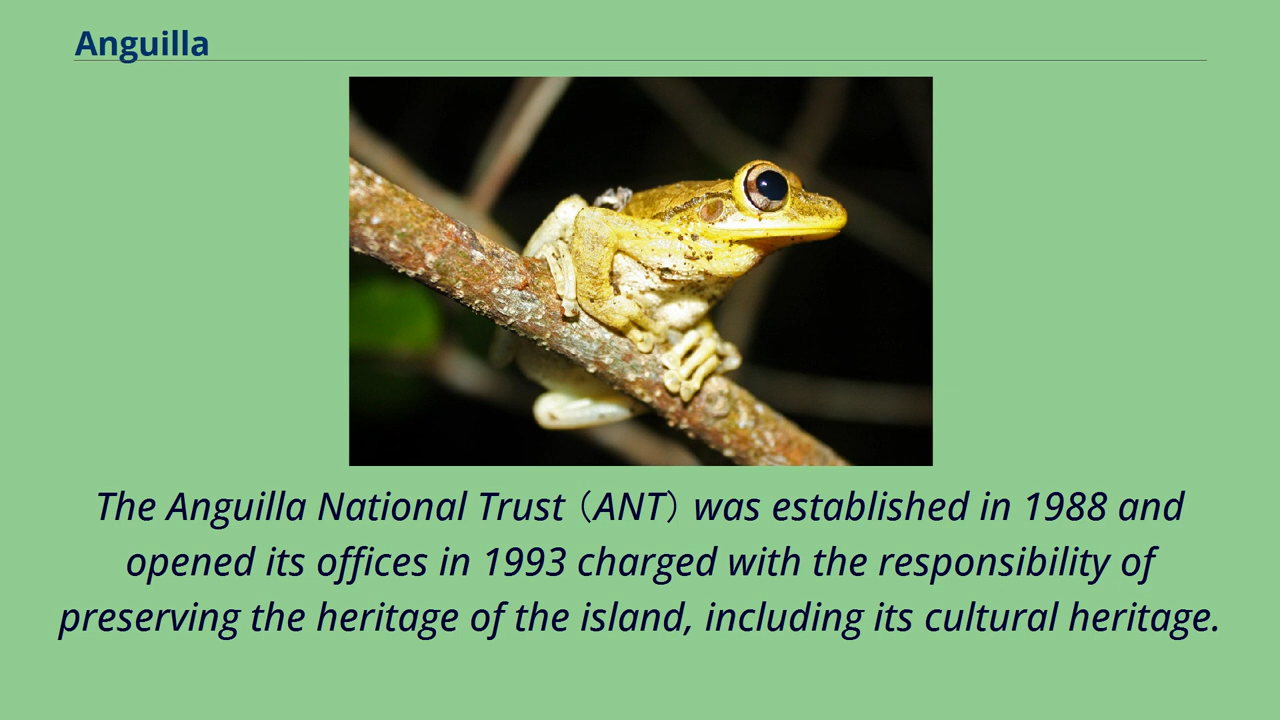 Anguilla
The Anguilla National Trust（ANT）was established in 1988 and
opened its offices in 1993 charged with the responsibility of
preserving the heritage of the island, including its cultural heritage.